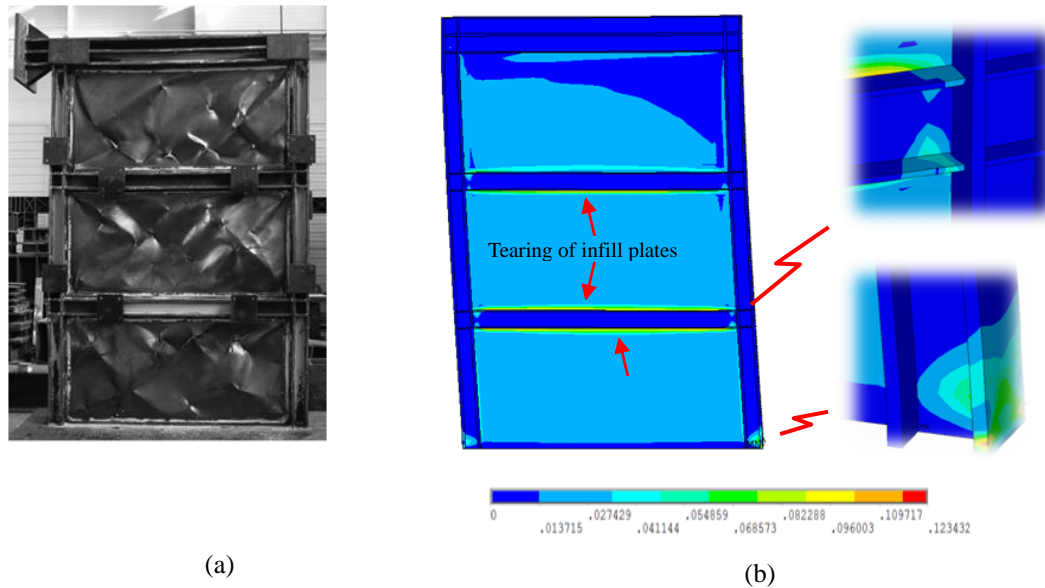 (a)
Tearing of infill plates
0 .027429 .054859 .082288 .109717
.013715 .041144 .068573 .096003 .123432
(b)